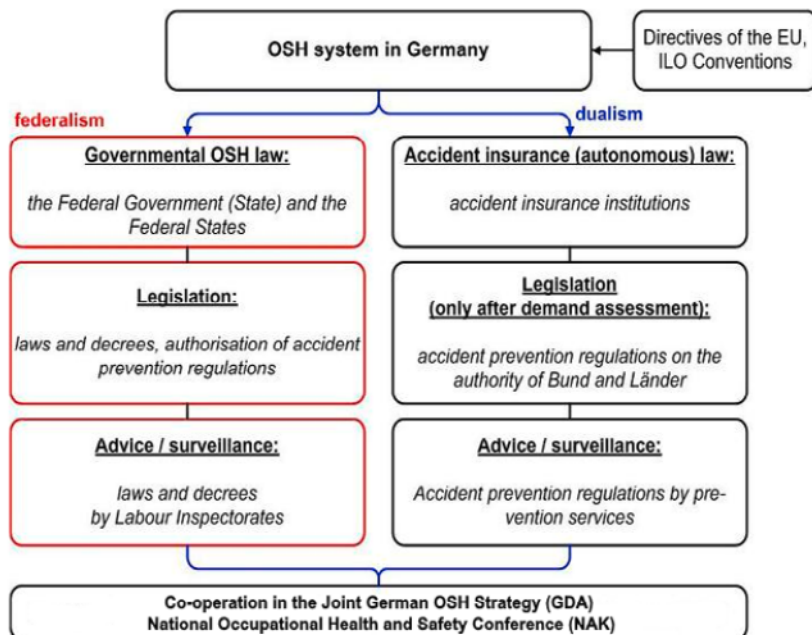 OSH system in Germany
Directives of the EU,
ILO Conventions
federalism
dualism
Governmental OSH law:
the Federal Government (State) and the
Federal States
Accident insurance (autonomous) law:
accident insurance institutions
Legislation:
laws and decrees, authorisation of accident
prevention regulations
Legislation
(only after demand assessment):
accident prevention regulations on the
authority of Bund and Länder
Advice / surveillance:
laws and decrees
by Labour Inspectorates
Advice / surveillance:
Accident prevention regulations by pre-
vention services
Co-operation in the Joint German OSH Strategy (GDA)
National Occupational Health and Safety Conference (NAK)